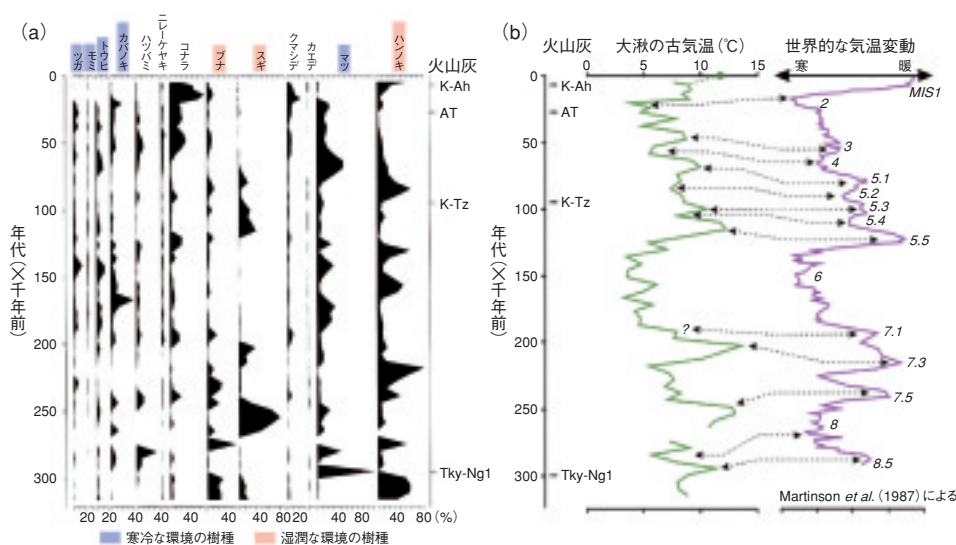 (a)
ツガ
モミ
トウヒ
カバノキ
ハシバミ
ニレーケヤキ
コナラ
ブナ
スギ
クマシデ
カエデ
マツ
ハンノキ
火山灰
K-Ah
AT
K-Tz
Tky-Ng1
年代(×千年前)
0
50
100
150
200
250
300
20 20 40 40 40 80 20 40 80 40 80 (%)
寒冷な環境の樹種
湿潤な環境の樹種
(b)
火山灰
大湫の古気温(℃)
世界的な気温変動
0 5 10 15
寒 暖
K-Ah
AT
K-Tz
Tky-Ng1
年代(×千年前)
0
50
100
150
200
250
300
?
MIS1
2
3
4
5.1
5.2
5.3
5.4
5.5
6
7.1
7.3
7.5
8
8.5
Martinson et al. (1987)による